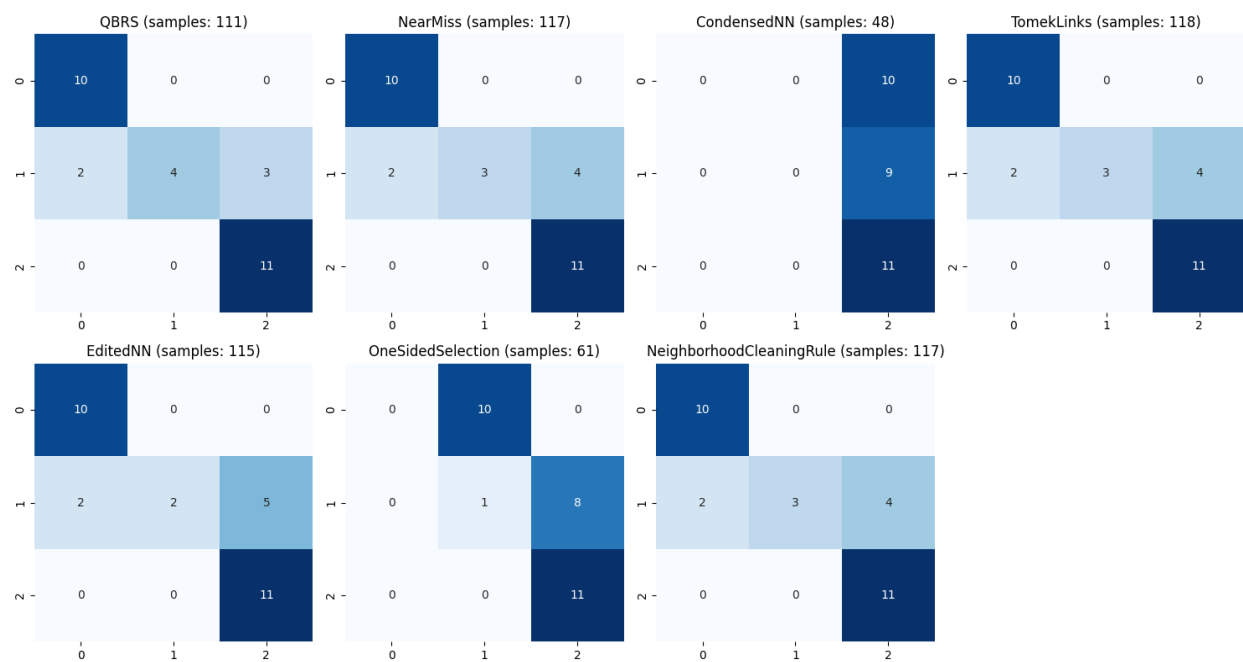 QBRS (samples: 111)
0 10 0 0
1 2 4 3
2 0 0 11
0 1 2
NearMiss (samples: 117)
0 10 0 0
1 2 3 4
2 0 0 11
0 1 2
CondensedNN (samples: 48)
0 0 0 10
1 0 0 9
2 0 0 11
0 1 2
TomekLinks (samples: 118)
0 10 0 0
1 2 3 4
2 0 0 11
0 1 2
EditedNN (samples: 115)
0 10 0 0
1 2 2 5
2 0 0 11
0 1 2
OneSidedSelection (samples: 61)
0 0 10 0
1 0 1 8
2 0 0 11
0 1 2
NeighborhoodCleaningRule (samples: 117)
0 10 0 0
1 2 3 4
2 0 0 11
0 1 2